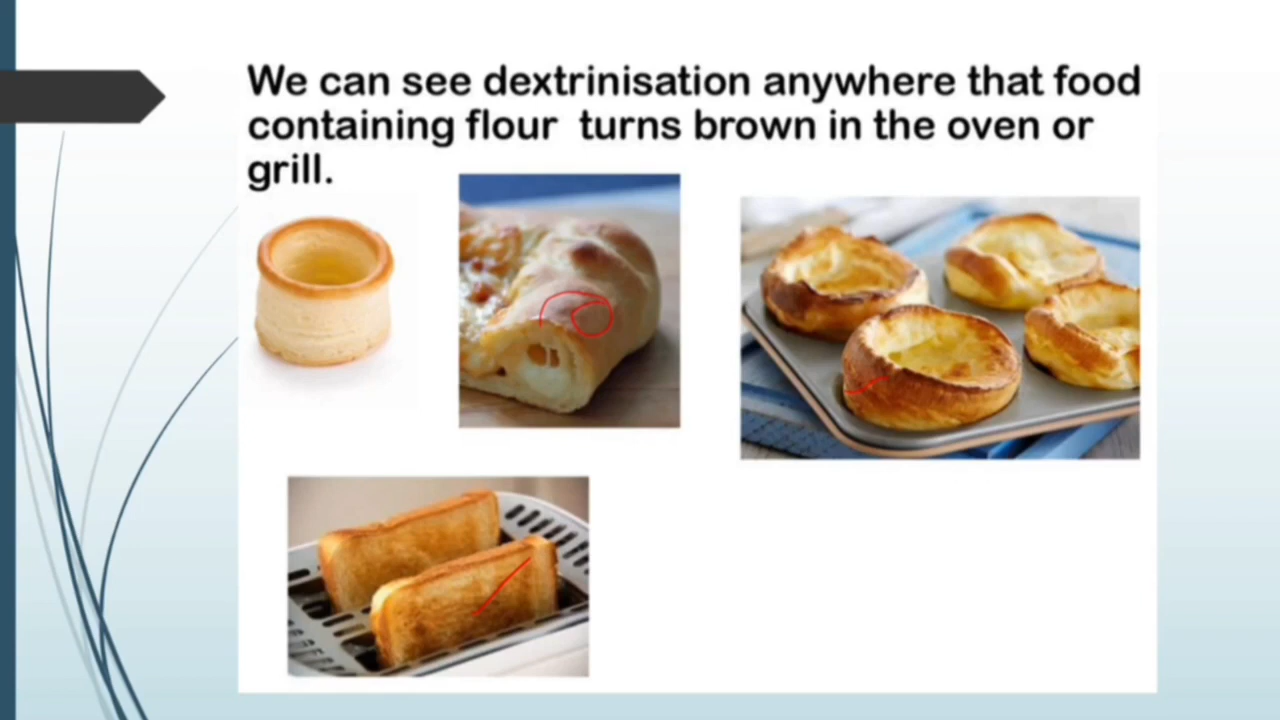 We can see dextrinisation anywhere that food
containing flour turns brown in the oven or
grill.